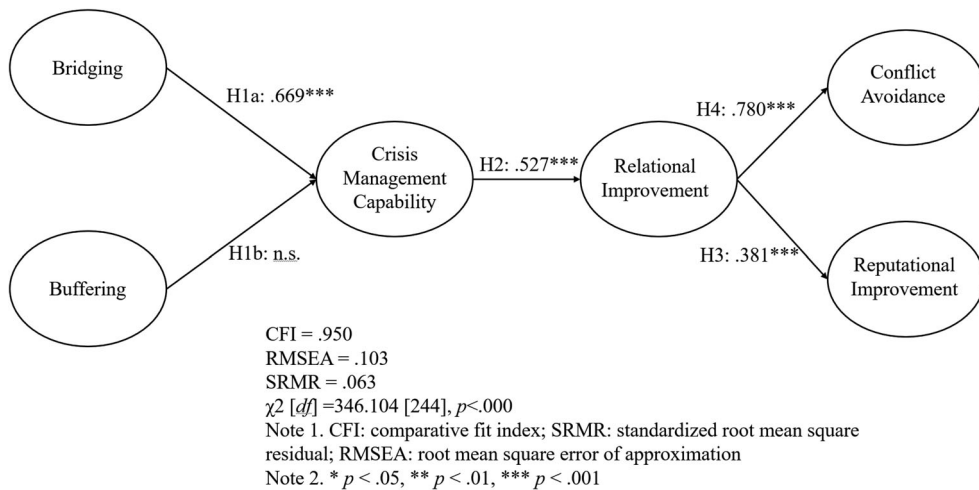 Bridging
Conflict
Avoidance
H1a: .669***
H4: .780***
Crisis
Management
Capability
H2: .527***
Relational
Improvement
H1b: n.s.
H3: .381***
Buffering
Reputational
Improvement
CFI = .950
RMSEA = .103
SRMR = .063
χ2 [df] =346.104 [244], p<.000
Note 1. CFI: comparative fit index; SRMR: standardized root mean square
residual; RMSEA: root mean square error of approximation
Note 2. * p < .05, ** p < .01, *** p < .001